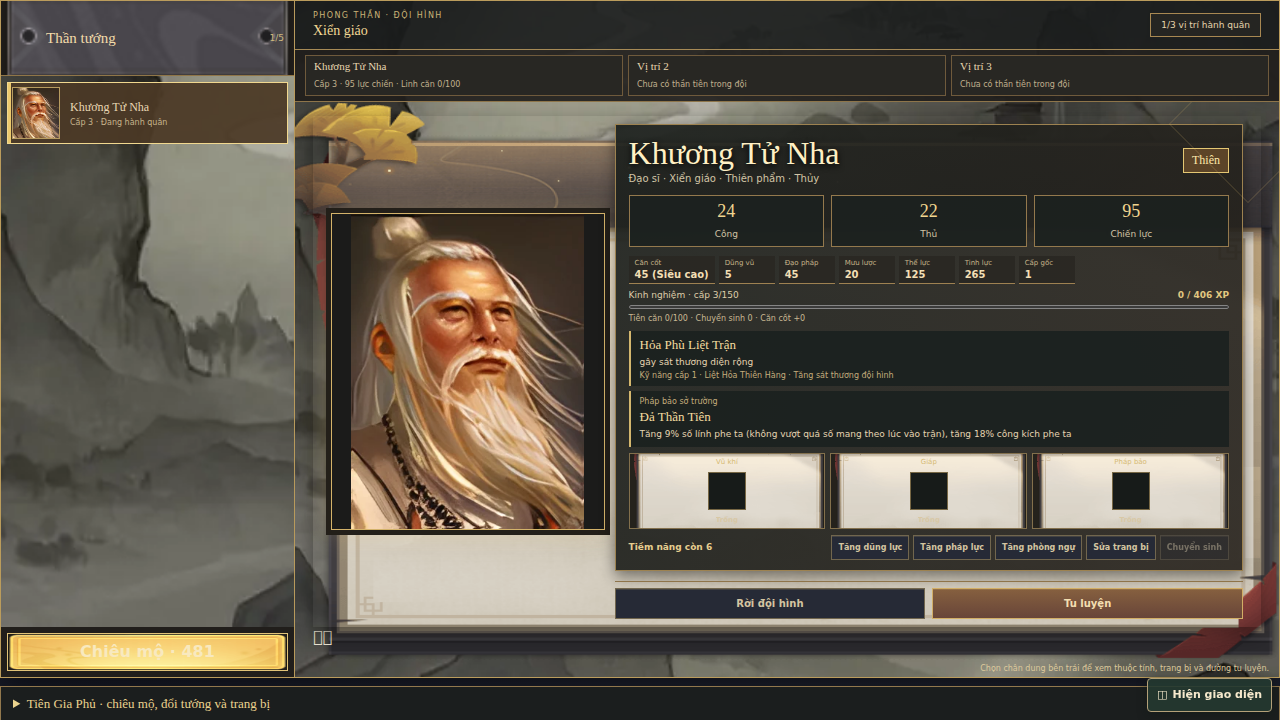 Thần tướng
1/5
Khương Tử Nha
Cấp 3 · Đang hành quân
Chiêu mộ · 481
PHONG THẦN · ĐỘI HÌNH
Xiển giáo
1/3 vị trí hành quân
Khương Tử Nha
Cấp 3 · 95 lực chiến · Linh căn 0/100
Vị trí 2
Chưa có thần tiên trong đội
Vị trí 3
Chưa có thần tiên trong đội
Khương Tử Nha
Đạo sĩ · Xiển giáo · Thiên phẩm · Thủy
Thiên
24
Công
22
Thủ
95
Chiến lực
Căn cốt
45 (Siêu cao)
Dũng vũ
5
Đạo pháp
45
Mưu lược
20
Thể lực
125
Tinh lực
265
Cấp gốc
1
Kinh nghiệm · cấp 3/150
0 / 406 XP
Tiên căn 0/100 · Chuyển sinh 0 · Căn cốt +0
Hỏa Phù Liệt Trận
gây sát thương diện rộng
Kỹ năng cấp 1 · Liệt Hỏa Thiên Hàng · Tăng sát thương đội hình
Pháp bảo sở trường
Đả Thần Tiên
Tăng 9% số lính phe ta (không vượt quá số mang theo lúc vào trận), tăng 18% công kích phe ta
Vũ khí
Giáp
Pháp bảo
Tiềm năng còn 6
Tăng dũng lực
Tăng pháp lực
Tăng phòng ngự
Sửa trang bị
Chuyển sinh
Rời đội hình
Tu luyện
Chọn chân dung bên trái để xem thuộc tính, trang bị và đường tu luyện.
Tiên Gia Phủ · chiêu mộ, đổi tướng và trang bị
Hiện giao diện